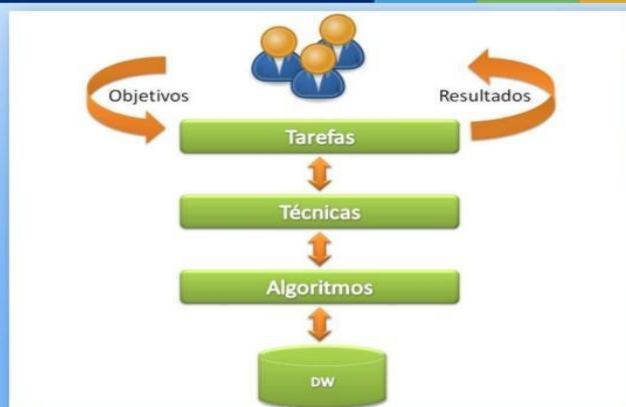 Objetivos
Resultados
Tarefas
Técnicas
Algoritmos
DW